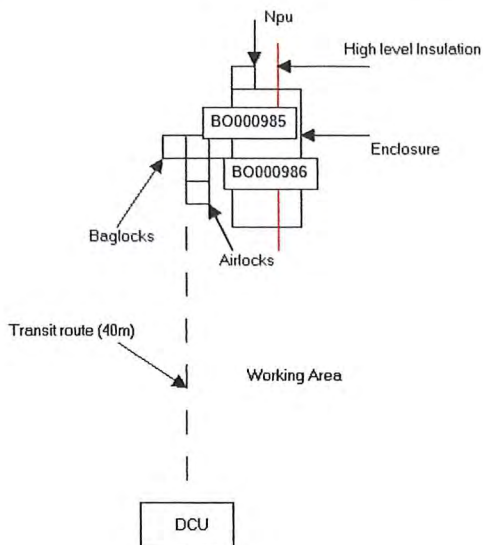 Npu
High level Insulation
BO000985
Enclosure
BO000986
Baglocks
Airlocks
Transit route (40m)
Working Area
DCU